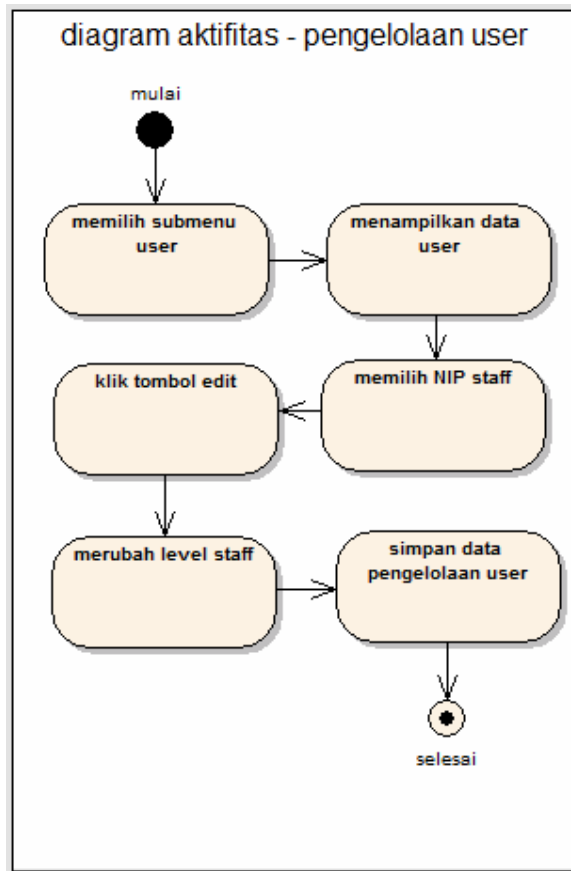 diagram aktifitas - pengelolaan user
mulai
memilih submenu
user
menampilkan data
user
klik tombol edit
memilih NIP staff
merubah level staff
simpan data
pengelolaan user
selesai